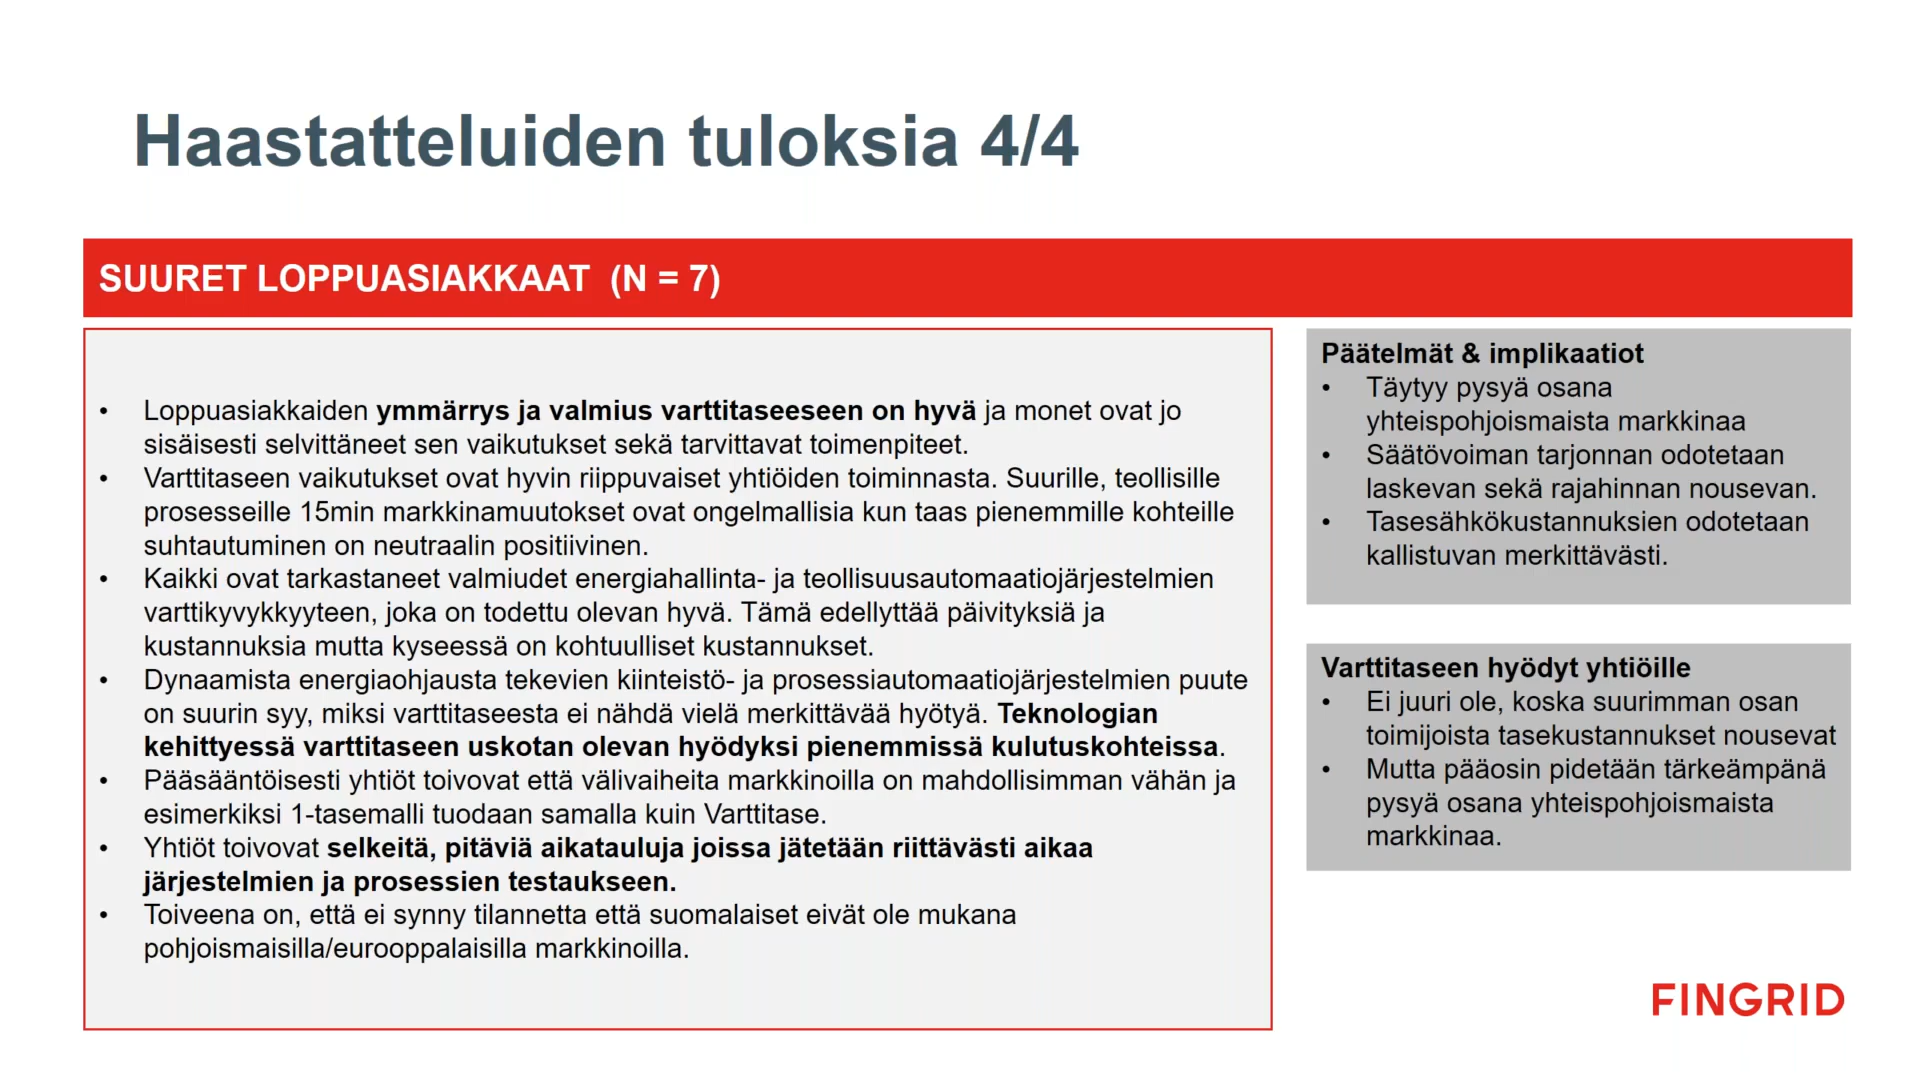 Haastatteluiden tuloksia 4/4
SUURET LOPPUASIAKKAAT (N = 7)
• Loppuasiakkaiden ymmärrys ja valmius varttitaseeseen on hyvä ja monet ovat jo
sisäisesti selvittäneet sen vaikutukset sekä tarvittavat toimenpiteet.
• Varttitaseen vaikutukset ovat hyvin riippuvaiset yhtiöiden toiminnasta. Suurille, teollisille
prosesseille 15min markkinamuutokset ovat ongelmallisia kun taas pienemmille kohteille
suhtautuminen on neutraalin positiivinen.
• Kaikki ovat tarkastaneet valmiudet energiahallinta- ja teollisuusautomaatiojärjestelmien
varttikyvykkyyteen, joka on todettu olevan hyvä. Tämä edellyttää päivityksiä ja
kustannuksia mutta kyseessä on kohtuulliset kustannukset.
• Dynaamista energiaohjausta tekevien kiinteistö- ja prosessiautomaatiojärjestelmien puute
on suurin syy, miksi varttitaseesta ei nähdä vielä merkittävää hyötyä. Teknologian
kehittyessä varttitaseen uskotan olevan hyödyksi pienemmissä kulutuskohteissa.
• Pääsääntöisesti yhtiöt toivovat että välivaiheita markkinoilla on mahdollisimman vähän ja
esimerkiksi 1-tasemalli tuodaan samalla kuin Varttitase.
• Yhtiöt toivovat selkeitä, pitäviä aikatauluja joissa jätetään riittävästi aikaa
järjestelmien ja prosessien testaukseen.
• Toiveena on, että ei synny tilannetta että suomalaiset eivät ole mukana
pohjoismaisilla/eurooppalaisilla markkinoilla.
Päätelmät & implikaatiot
• Täytyy pysyä osana
yhteispohjoismaista markkinaa
• Säätövoiman tarjonnan odotetaan
laskevan sekä rajahinnan nousevan.
• Tasesähkökustannuksien odotetaan
kallistuvan merkittävästi.
Varttitaseen hyödyt yhtiöille
• Ei juuri ole, koska suurimman osan
toimijoista tasekustannukset nousevat
• Mutta pääosin pidetään tärkeämpänä
pysyä osana yhteispohjoismaista
markkinaa.
FINGRID